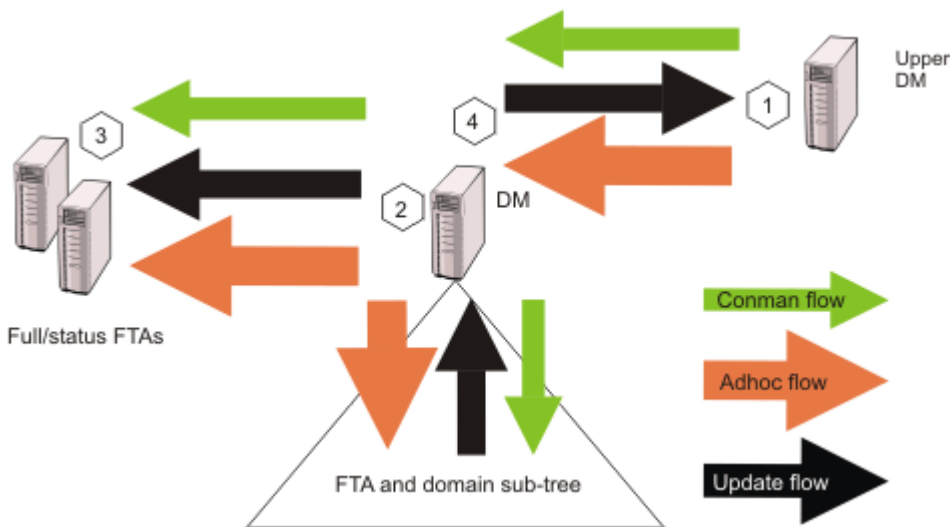 Upper
DM
1
4
3
2
DM
Full/status FTAs
FTA and domain sub-tree
Conman flow
Adhoc flow
Update flow